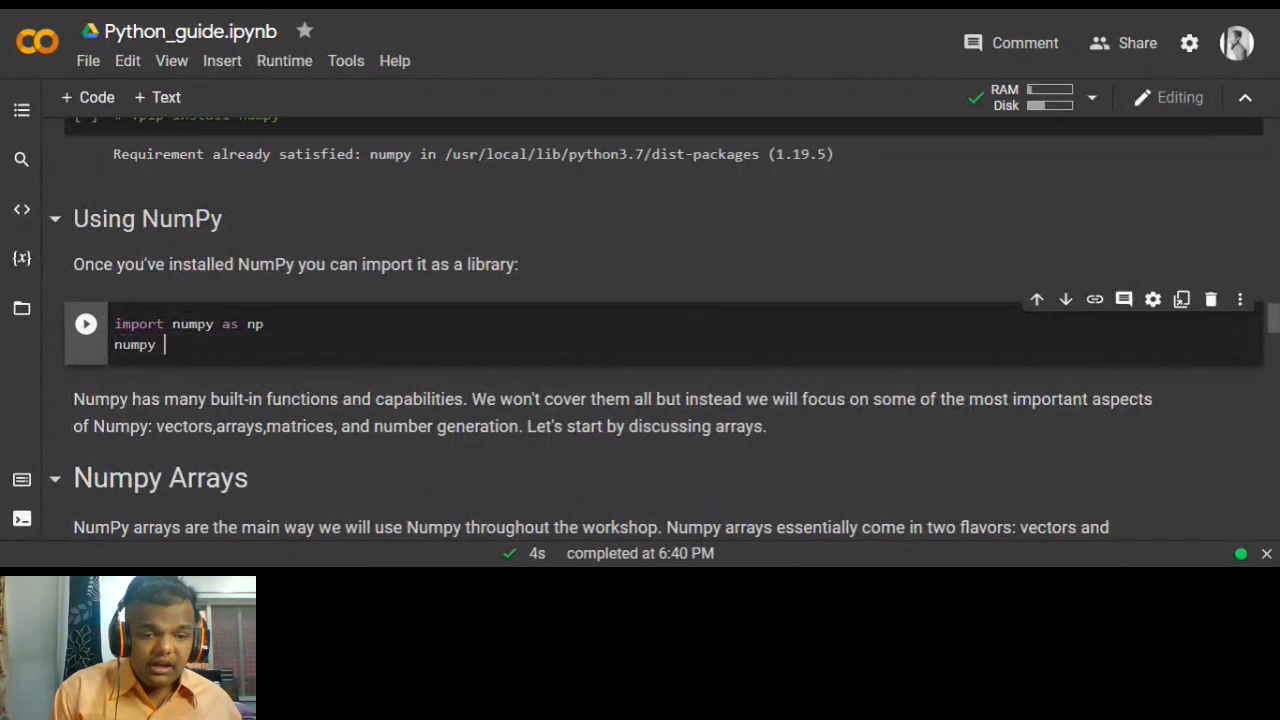 Python_guide.ipynb
File Edit View Insert Runtime Tools Help
Comment Share
+ Code + Text
RAM
Disk
Editing
[ ] # !pip install numpy
Requirement already satisfied: numpy in /usr/local/lib/python3.7/dist-packages (1.19.5)
Using NumPy
Once you've installed NumPy you can import it as a library:
import numpy as np
numpy
Numpy has many built-in functions and capabilities. We won't cover them all but instead we will focus on some of the most important aspects
of Numpy: vectors,arrays,matrices, and number generation. Let's start by discussing arrays.
Numpy Arrays
NumPy arrays are the main way we will use Numpy throughout the workshop. Numpy arrays essentially come in two flavors: vectors and
4s completed at 6:40 PM